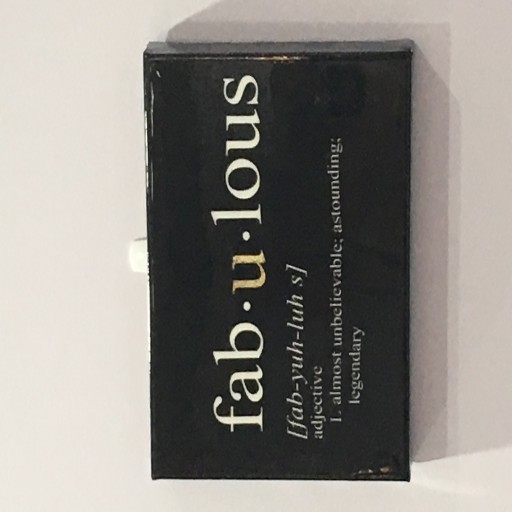 fab·u·lous
[fab-yuh-luh s]
adjective
1. almost unbelievable; astounding;
legendary